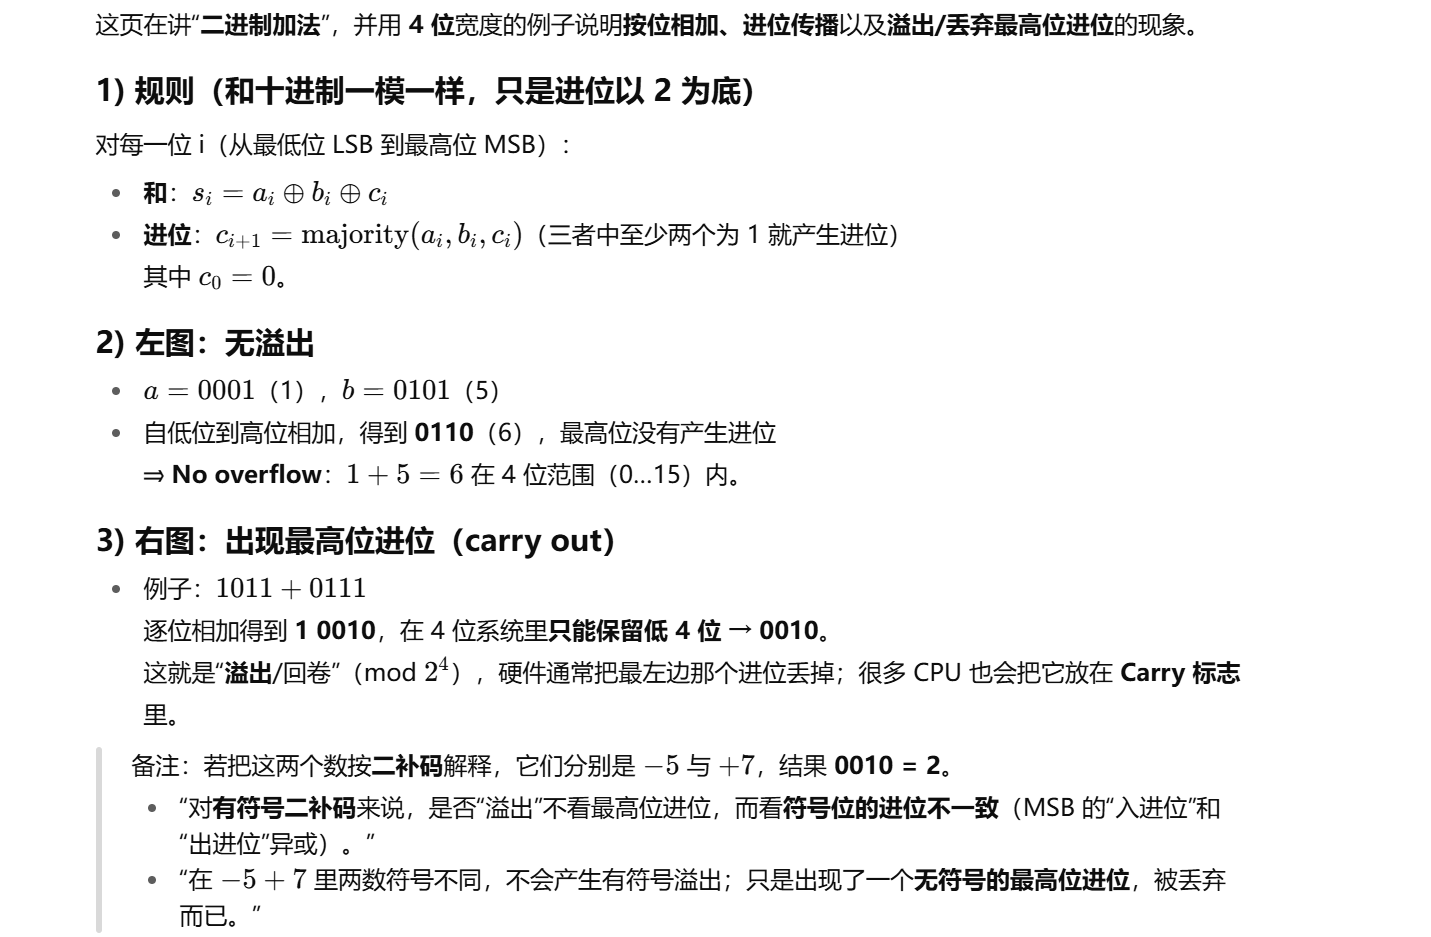 这页在讲“二进制加法”，并用 4 位宽度的例子说明按位相加、进位传播以及溢出/丢弃最高位进位的现象。
1) 规则（和十进制一模一样，只是进位以 2 为底）
对每一位 i（从最低位 LSB 到最高位 MSB）：
• 和：s_i = a_i ⊕ b_i ⊕ c_i
• 进位：c_{i+1} = majority(a_i, b_i, c_i)（三者中至少两个为 1 就产生进位）
其中 c_0 = 0。
2) 左图：无溢出
• a = 0001（1），b = 0101（5）
• 自低位到高位相加，得到 0110（6），最高位没有产生进位
⇒ No overflow：1 + 5 = 6 在 4 位范围（0…15）内。
3) 右图：出现最高位进位（carry out）
• 例子：1011 + 0111
逐位相加得到 1 0010，在 4 位系统里只能保留低 4 位 → 0010。
这就是“溢出/回卷”（mod 2^4），硬件通常把最左边那个进位丢掉；很多 CPU 也会把它放在 Carry 标志
里。
备注：若把这两个数按二补码解释，它们分别是 −5 与 +7，结果 0010 = 2。
• “对有符号二补码来说，是否“溢出”不看最高位进位，而看符号位的进位不一致（MSB 的“入进位”和
“出进位”异或）。”
• “在 −5 + 7 里两数符号不同，不会产生有符号溢出；只是出现了一个无符号的最高位进位，被丢弃
而已。”